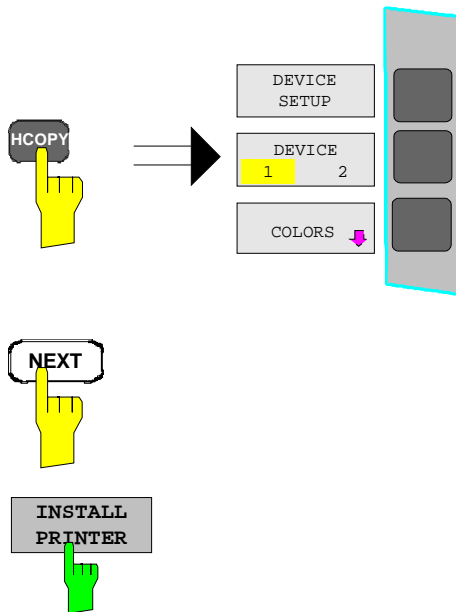 DEVICE
SETUP
HCOPY
DEVICE
1 2
COLORS
NEXT
INSTALL
PRINTER